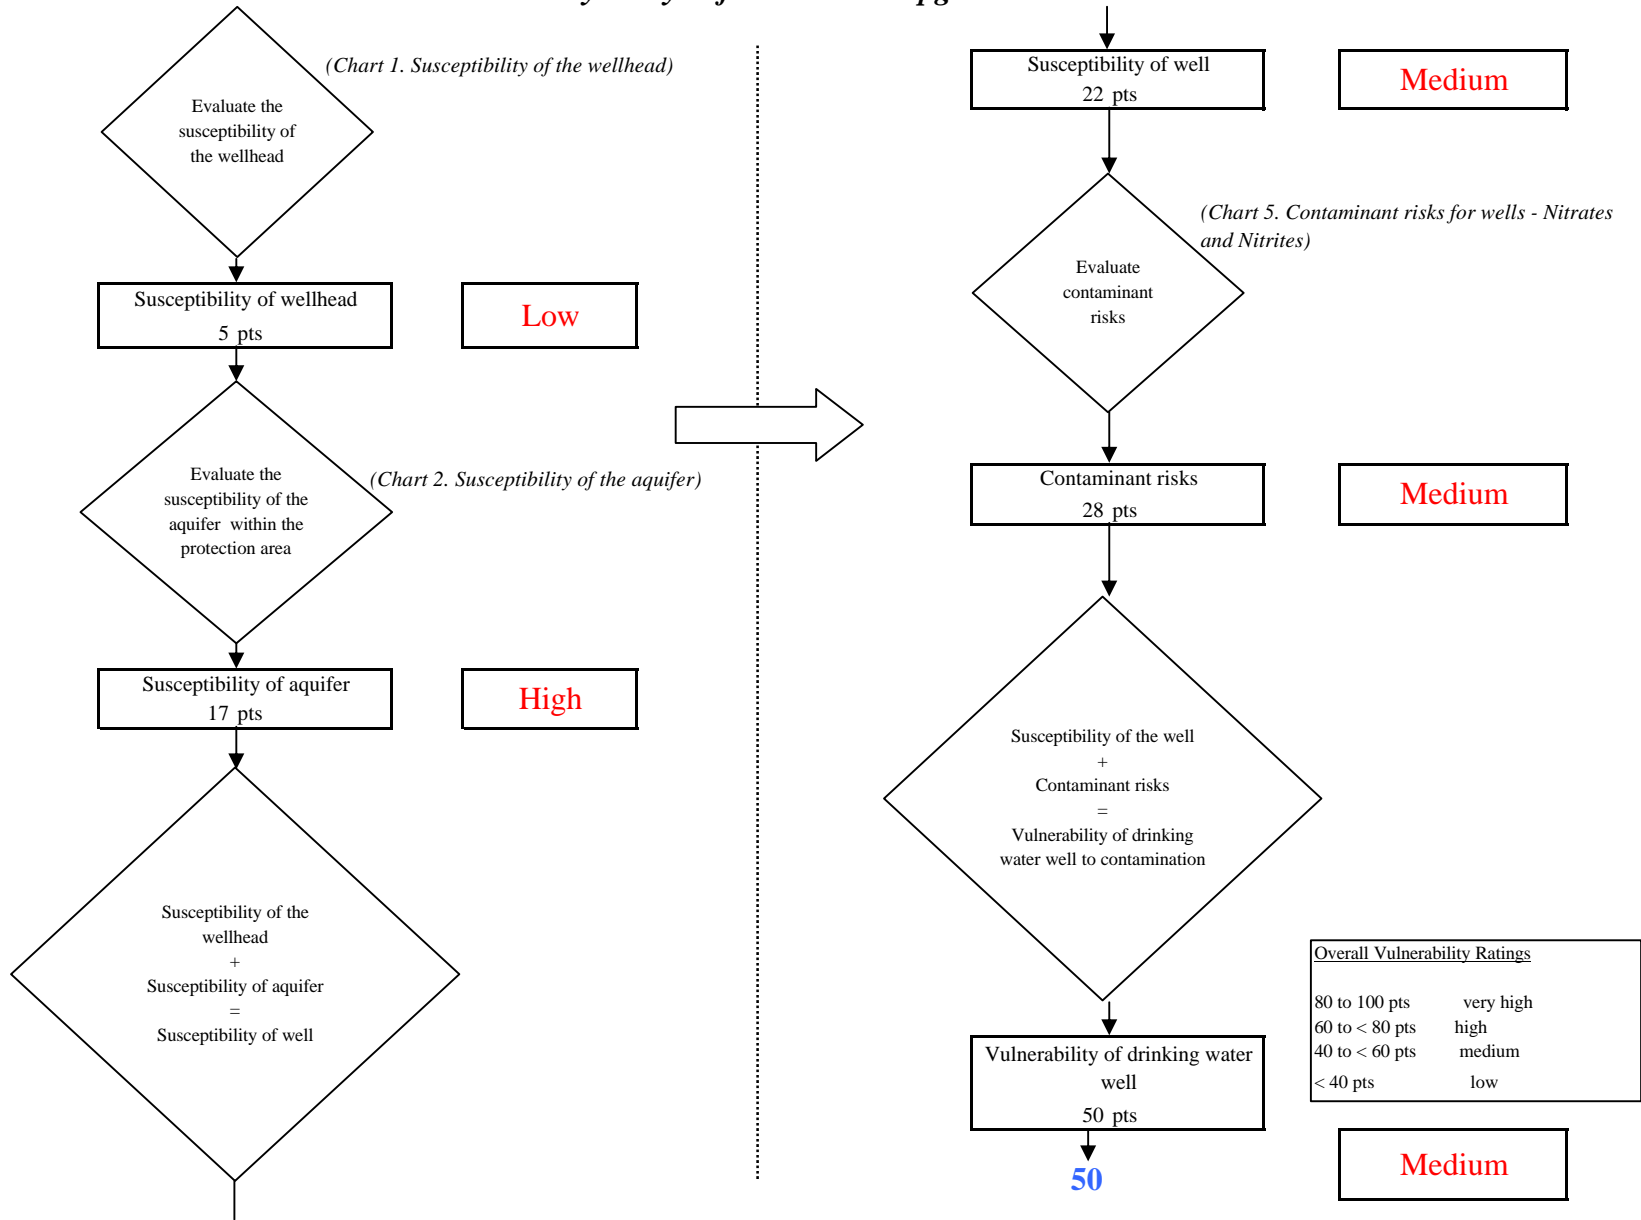 (Chart 1. Susceptibility of the wellhead)
Evaluate the
susceptibility of
the wellhead
Susceptibility of wellhead
5 pts
Low
Evaluate the
susceptibility of the
aquifer within the
protection area
(Chart 2. Susceptibility of the aquifer)
Susceptibility of aquifer
17 pts
High
Susceptibility of the
wellhead
+
Susceptibility of aquifer
=
Susceptibility of well
Susceptibility of well
22 pts
Medium
(Chart 5. Contaminant risks for wells - Nitrates
and Nitrites)
Evaluate
contaminant
risks
Contaminant risks
28 pts
Medium
Susceptibility of the well
+
Contaminant risks
=
Vulnerability of drinking
water well to contamination
Overall Vulnerability Ratings
80 to 100 pts very high
60 to < 80 pts high
40 to < 60 pts medium
< 40 pts low
Vulnerability of drinking water
well
50 pts
50
Medium